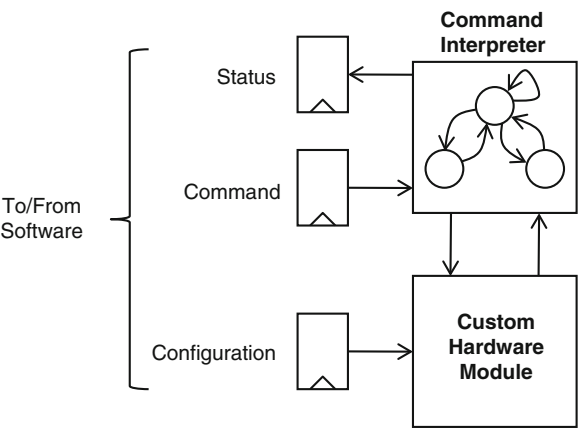 Command
Interpreter
Status
Command
To/From
Software
Configuration
Custom
Hardware
Module